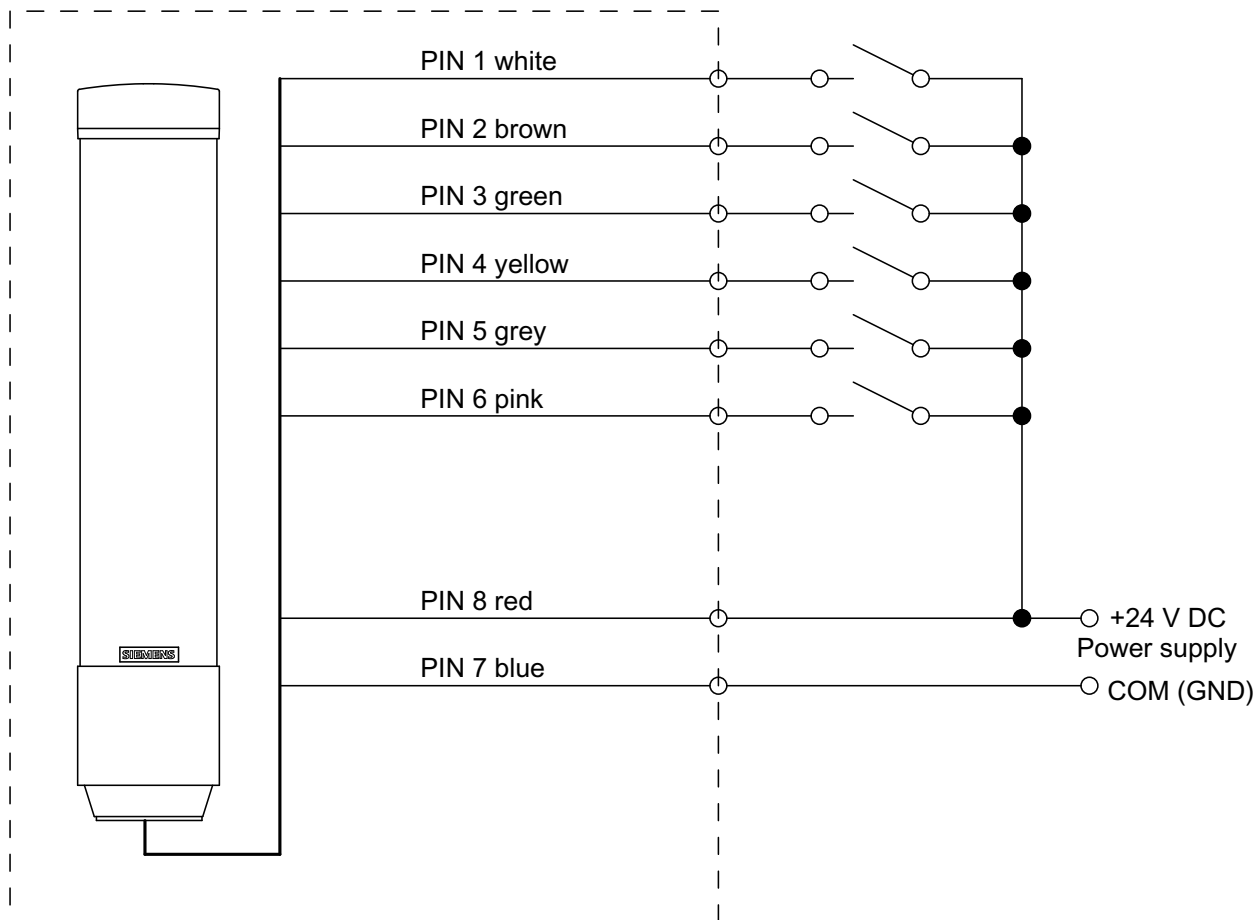 PIN 1 white
PIN 2 brown
PIN 3 green
PIN 4 yellow
PIN 5 grey
PIN 6 pink
PIN 8 red
+24 V DC
Power supply
SIEMENS
PIN 7 blue
COM (GND)